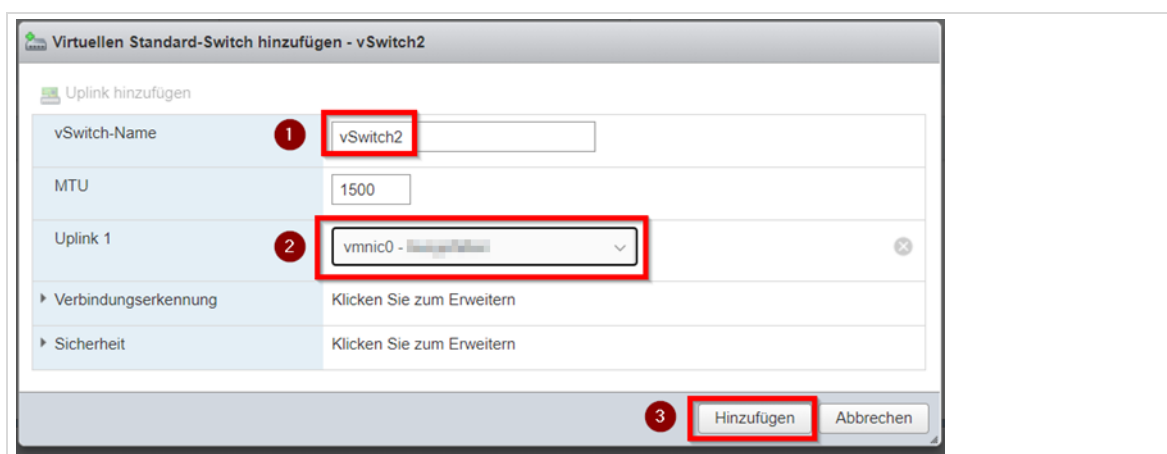 Virtuellen Standard-Switch hinzufügen - vSwitch2
Uplink hinzufügen
vSwitch-Name 1 vSwitch2
MTU 1500
Uplink 1 2 vmnic0 -
Verbindungserkennung Klicken Sie zum Erweitern
Sicherheit Klicken Sie zum Erweitern
3 Hinzufügen Abbrechen